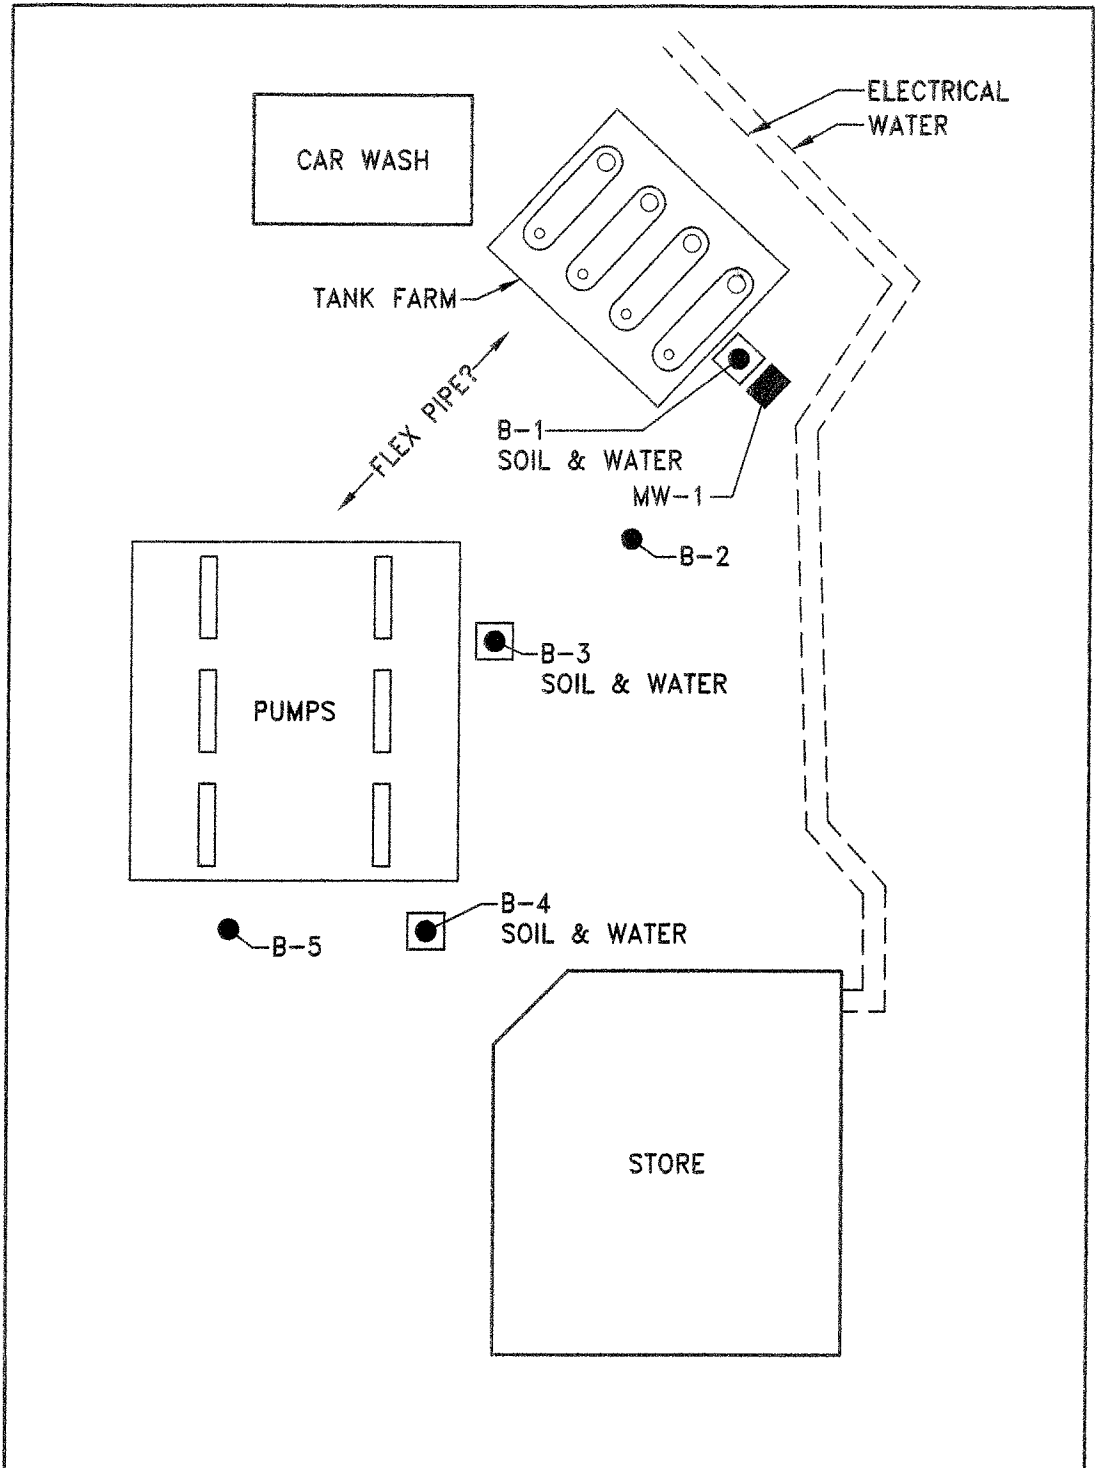 ELECTRICAL
WATER
CAR WASH
TANK FARM
FLEX PIPE?
B-1
SOIL & WATER
MW-1
B-2
B-3
SOIL & WATER
PUMPS
B-4
SOIL & WATER
B-5
STORE